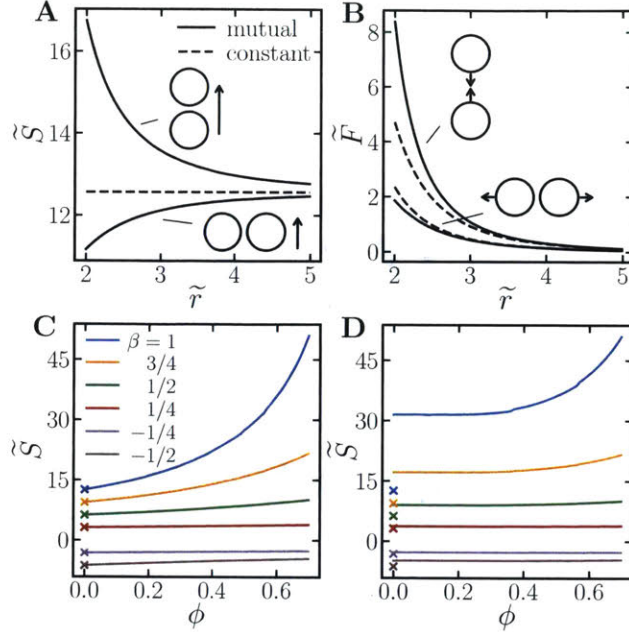 A
16
14
12
S̃
mutual
constant
2 3 4 5
r̃
B
8
6
4
2
0
F̃
2 3 4 5
r̃
C
45
30
15
0
S̃
β = 1
3/4
1/2
1/4
−1/4
−1/2
0.0 0.2 0.4 0.6
ϕ
D
45
30
15
0
S̃
0.0 0.2 0.4 0.6
ϕ